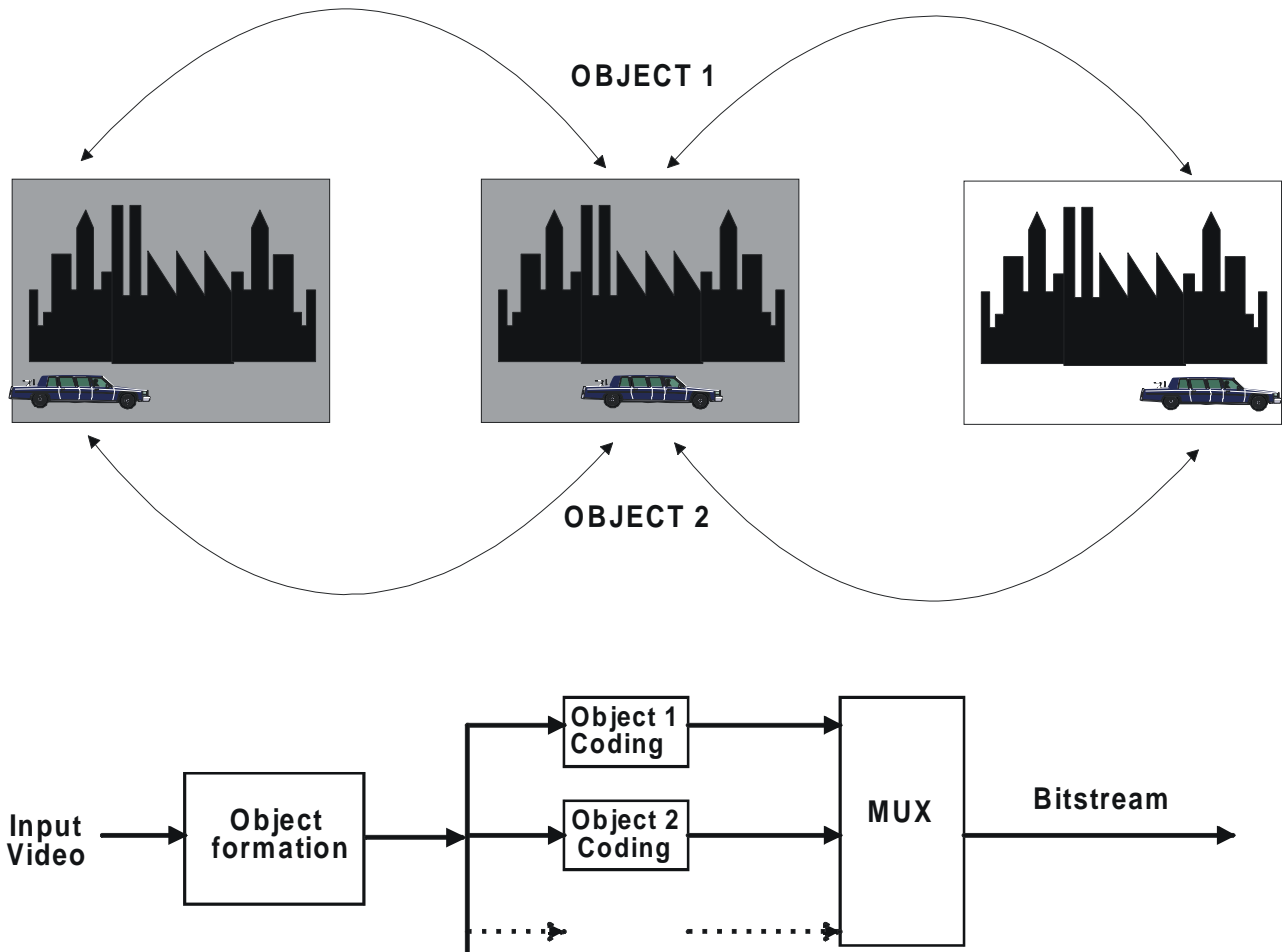 OBJECT 1
OBJECT 2
Object 1
Coding
Input
Video
Object
formation
Object 2
Coding
MUX
Bitstream